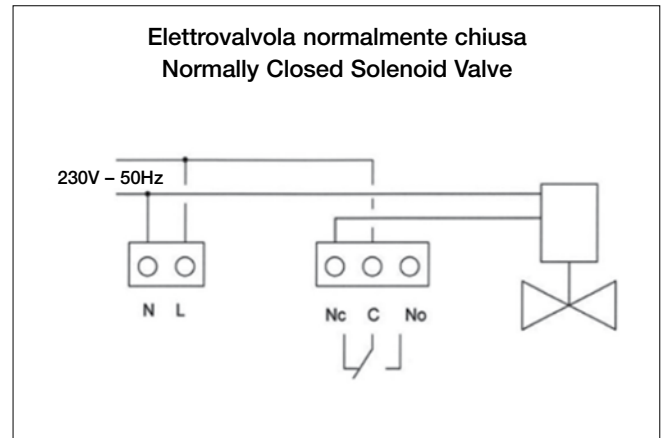 Elettrovalvola normalmente chiusa
Normally Closed Solenoid Valve
230V – 50Hz
N L
Nc C No